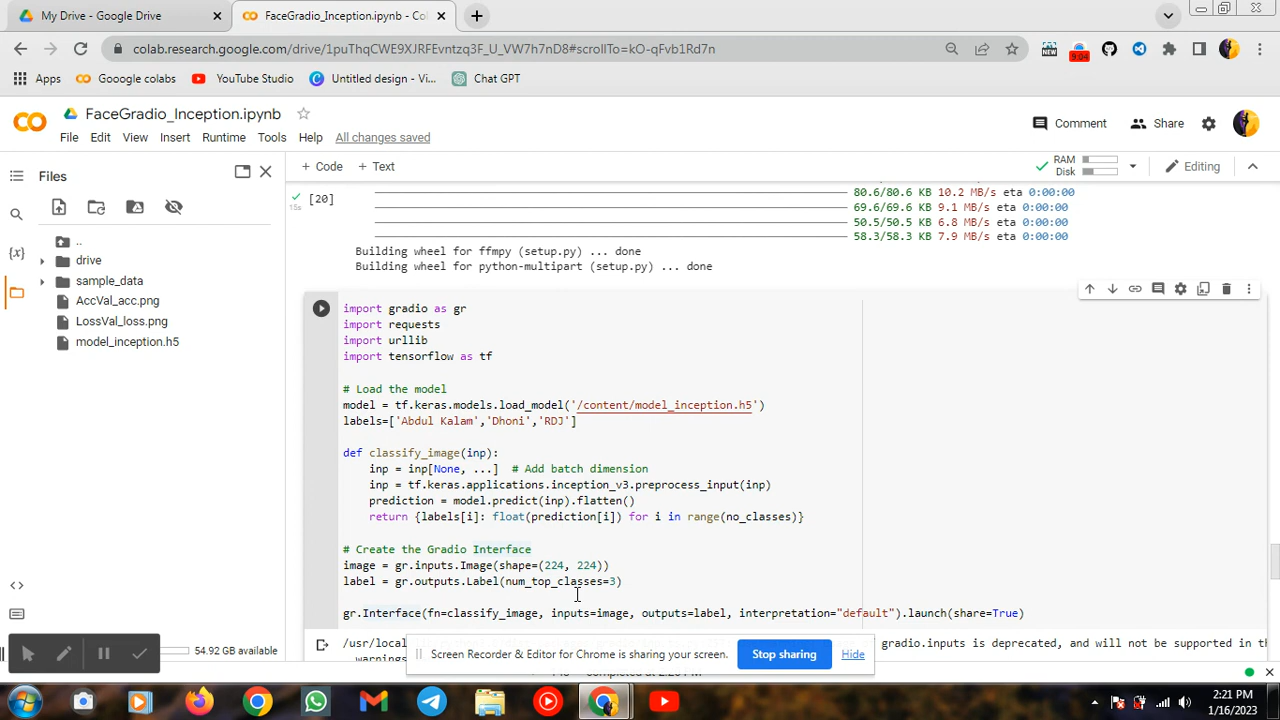 My Drive - Google Drive
FaceGradio_Inception.ipynb - Col
colab.research.google.com/drive/1puThqCWE9XJRFEvntzq3F_U_VW7h7nD8#scrollTo=kO-qFvb1Rd7n
NEW
9:04
Apps
Gooogle colabs
YouTube Studio
Untitled design - Vi...
Chat GPT
FaceGradio_Inception.ipynb
Comment
Share
File Edit View Insert Runtime Tools Help All changes saved
+ Code + Text
RAM
Disk
Editing
Files
[20]
15s
80.6/80.6 KB 10.2 MB/s eta 0:00:00
69.6/69.6 KB 9.1 MB/s eta 0:00:00
50.5/50.5 KB 6.8 MB/s eta 0:00:00
58.3/58.3 KB 7.9 MB/s eta 0:00:00
Building wheel for ffmpy (setup.py) ... done
Building wheel for python-multipart (setup.py) ... done
..
drive
sample_data
AccVal_acc.png
LossVal_loss.png
model_inception.h5
{x}
import gradio as gr
import requests
import urllib
import tensorflow as tf
# Load the model
model = tf.keras.models.load_model('/content/model_inception.h5')
labels=['Abdul Kalam','Dhoni','RDJ']
def classify_image(inp):
inp = inp[None, ...] # Add batch dimension
inp = tf.keras.applications.inception_v3.preprocess_input(inp)
prediction = model.predict(inp).flatten()
return {labels[i]: float(prediction[i]) for i in range(no_classes)}
# Create the Gradio Interface
image = gr.inputs.Image(shape=(224, 224))
label = gr.outputs.Label(num_top_classes=3)
gr.Interface(fn=classify_image, inputs=image, outputs=label, interpretation="default").launch(share=True)
/usr/local
gradio.inputs is deprecated, and will not be supported in the
warnings
54.92 GB available
Screen Recorder & Editor for Chrome is sharing your screen.
Stop sharing
Hide
2:21 PM
1/16/2023